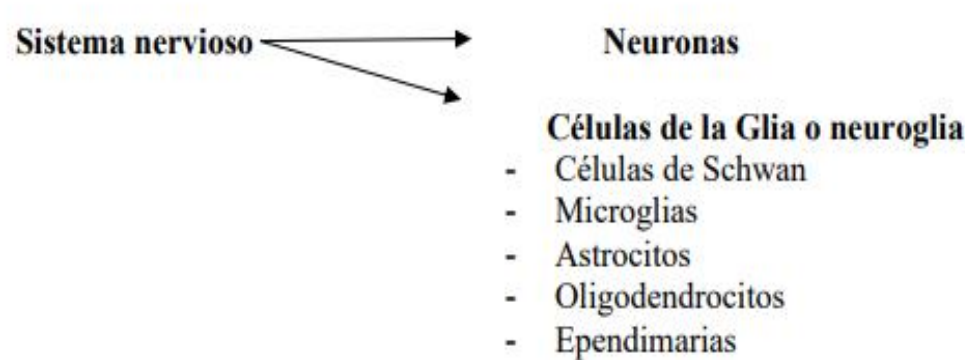 Sistema nervioso Neuronas
Células de la Glia o neuroglia
- Células de Schwan
- Microglias
- Astrocitos
- Oligodendrocitos
- Ependimarias